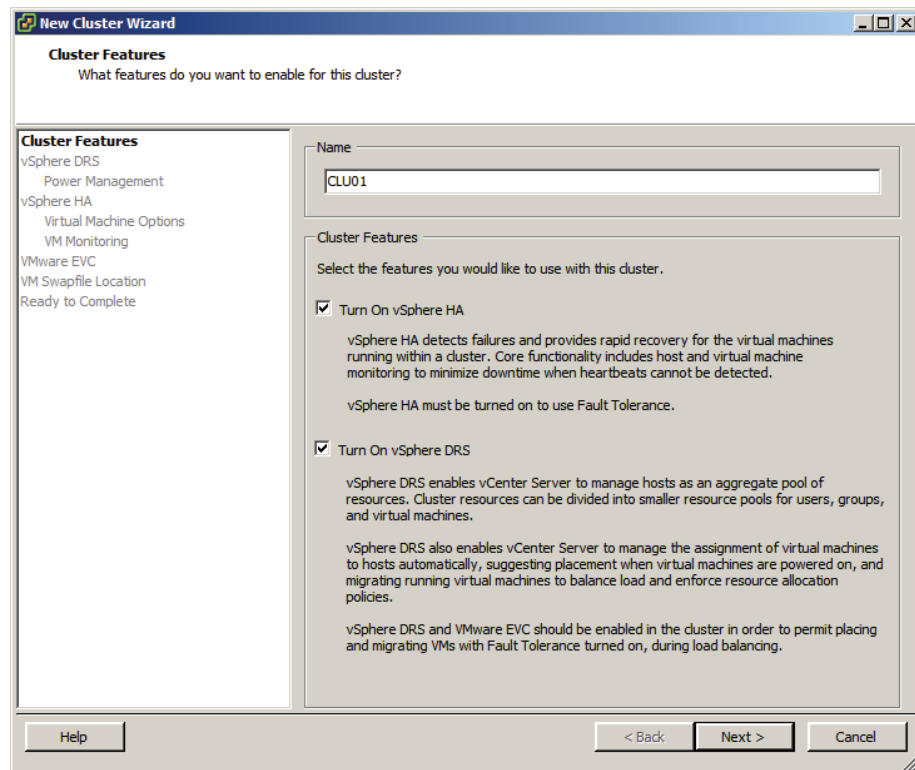 New Cluster Wizard
Cluster Features
What features do you want to enable for this cluster?
Cluster Features
vSphere DRS
Power Management
vSphere HA
Virtual Machine Options
VM Monitoring
VMware EVC
VM Swapfile Location
Ready to Complete
Name
CLU01
Cluster Features
Select the features you would like to use with this cluster.
Turn On vSphere HA
vSphere HA detects failures and provides rapid recovery for the virtual machines
running within a cluster. Core functionality includes host and virtual machine
monitoring to minimize downtime when heartbeats cannot be detected.
vSphere HA must be turned on to use Fault Tolerance.
Turn On vSphere DRS
vSphere DRS enables vCenter Server to manage hosts as an aggregate pool of
resources. Cluster resources can be divided into smaller resource pools for users, groups,
and virtual machines.
vSphere DRS also enables vCenter Server to manage the assignment of virtual machines
to hosts automatically, suggesting placement when virtual machines are powered on, and
migrating running virtual machines to balance load and enforce resource allocation
policies.
vSphere DRS and VMware EVC should be enabled in the cluster in order to permit placing
and migrating VMs with Fault Tolerance turned on, during load balancing.
Help
< Back
Next >
Cancel